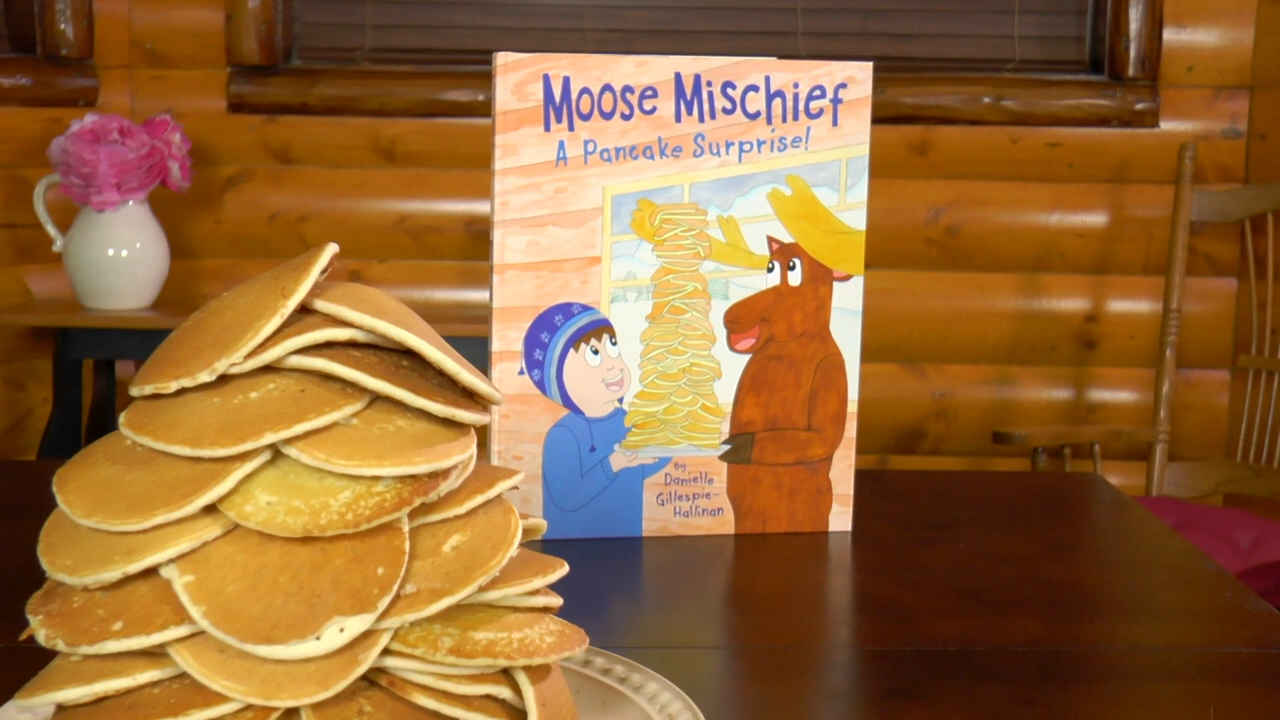 Moose Mischief
A Pancake Surprise!
By
Danielle
Gillespie-
Hallinan